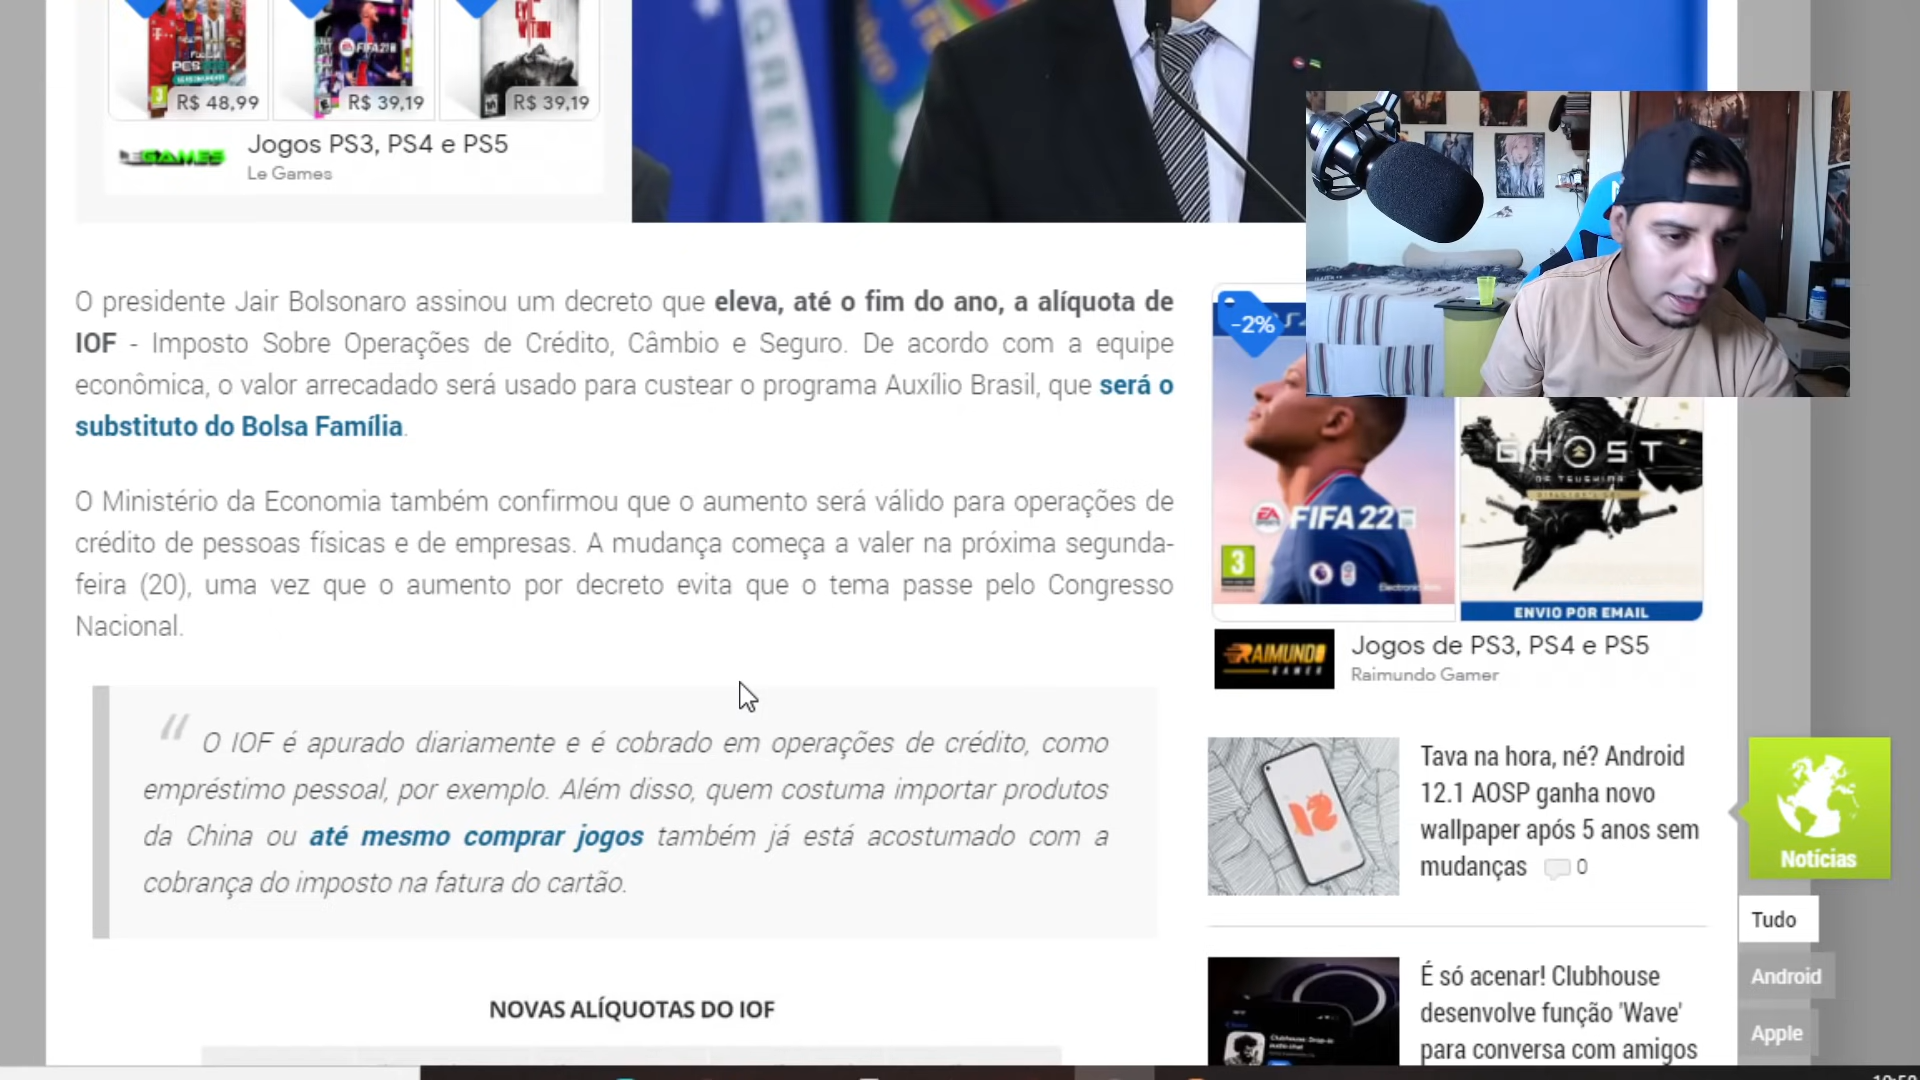 PES
FIFA 21
WITHIN
R$ 48,99
R$ 39,19
R$ 39,19
LEGAMES
Jogos PS3, PS4 e PS5
Le Games
O presidente Jair Bolsonaro assinou um decreto que eleva, até o fim do ano, a alíquota de
IOF - Imposto Sobre Operações de Crédito, Câmbio e Seguro. De acordo com a equipe
econômica, o valor arrecadado será usado para custear o programa Auxílio Brasil, que será o
substituto do Bolsa Família.
O Ministério da Economia também confirmou que o aumento será válido para operações de
crédito de pessoas físicas e de empresas. A mudança começa a valer na próxima segunda-
feira (20), uma vez que o aumento por decreto evita que o tema passe pelo Congresso
Nacional.
“ O IOF é apurado diariamente e é cobrado em operações de crédito, como
empréstimo pessoal, por exemplo. Além disso, quem costuma importar produtos
da China ou até mesmo comprar jogos também já está acostumado com a
cobrança do imposto na fatura do cartão.
NOVAS ALÍQUOTAS DO IOF
-2%
FIFA 22
3
GHOST
OF TSUSHIMA
ENVIO POR EMAIL
RAIMUNDO
GAMER
Jogos de PS3, PS4 e PS5
Raimundo Gamer
Tava na hora, né? Android
12.1 AOSP ganha novo
wallpaper após 5 anos sem
mudanças 0
É só acenar! Clubhouse
desenvolve função 'Wave'
para conversa com amigos
Notícias
Tudo
Android
Apple